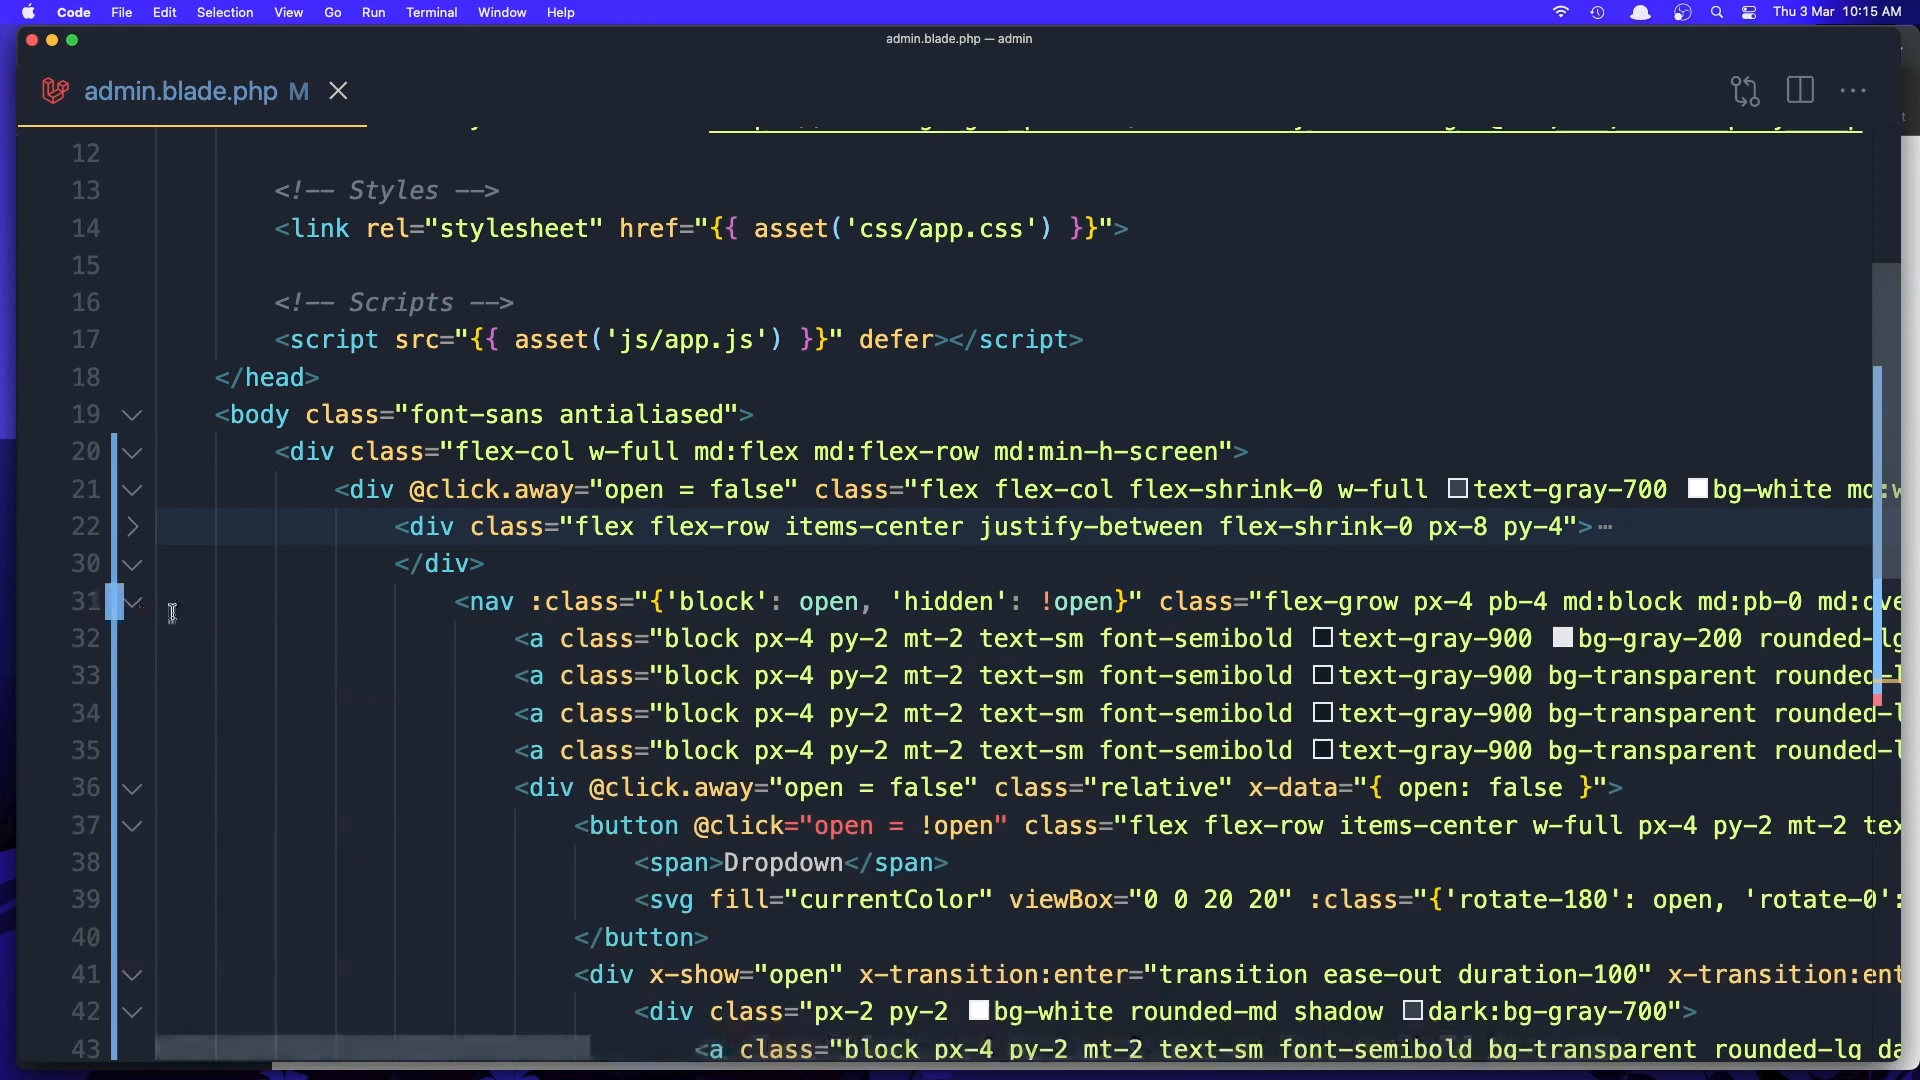 Code File Edit Selection View Go Run Terminal Window Help Thu 3 Mar 10:15 AM
admin.blade.php — admin
admin.blade.php M
12
13 <!-- Styles -->
14 <link rel="stylesheet" href="{{ asset('css/app.css') }}">
15
16 <!-- Scripts -->
17 <script src="{{ asset('js/app.js') }}" defer></script>
18 </head>
19 <body class="font-sans antialiased">
20 <div class="flex-col w-full md:flex md:flex-row md:min-h-screen">
21 <div @click.away="open = false" class="flex flex-col flex-shrink-0 w-full text-gray-700 bg-white md:w
22 <div class="flex flex-row items-center justify-between flex-shrink-0 px-8 py-4">⋯
30 </div>
31 <nav :class="{'block': open, 'hidden': !open}" class="flex-grow px-4 pb-4 md:block md:pb-0 md:ove
32 <a class="block px-4 py-2 mt-2 text-sm font-semibold text-gray-900 bg-gray-200 rounded-lg
33 <a class="block px-4 py-2 mt-2 text-sm font-semibold text-gray-900 bg-transparent rounded-l
34 <a class="block px-4 py-2 mt-2 text-sm font-semibold text-gray-900 bg-transparent rounded-l
35 <a class="block px-4 py-2 mt-2 text-sm font-semibold text-gray-900 bg-transparent rounded-l
36 <div @click.away="open = false" class="relative" x-data="{ open: false }">
37 <button @click="open = !open" class="flex flex-row items-center w-full px-4 py-2 mt-2 tex
38 <span>Dropdown</span>
39 <svg fill="currentColor" viewBox="0 0 20 20" :class="{'rotate-180': open, 'rotate-0':
40 </button>
41 <div x-show="open" x-transition:enter="transition ease-out duration-100" x-transition:ent
42 <div class="px-2 py-2 bg-white rounded-md shadow dark:bg-gray-700">
43 <a class="block px-4 py-2 mt-2 text-sm font-semibold bg-transparent rounded-lg da